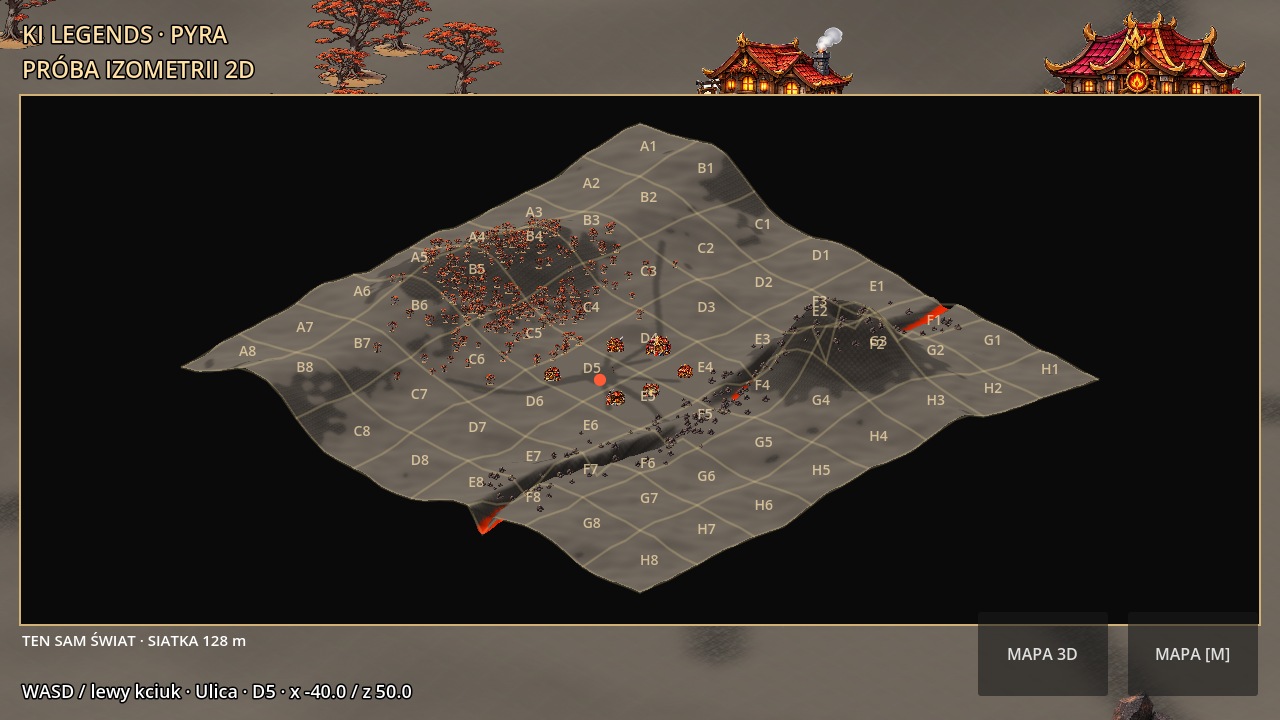 KI LEGENDS · PYRA
PRÓBA IZOMETRII 2D
A1
B1
A2
B2
A3
B3
C1
A4
B4
C2
D1
A5
B5
C3
D2
E1
A6
B6
C4
D3
E3
E2
F1
A7
B7
C5
D4
E3
F2
G3
G2
G1
A8
B8
C6
D5
E4
F4
H1
C7
D6
E5
G4
H3
H2
C8
D7
E6
F5
G5
H4
D8
E7
F6
G6
H5
E8
F7
G7
H6
F8
G8
H7
H8
TEN SAM ŚWIAT · SIATKA 128 m
MAPA 3D
MAPA [M]
WASD / lewy kciuk · Ulica · D5 · x -40.0 / z 50.0